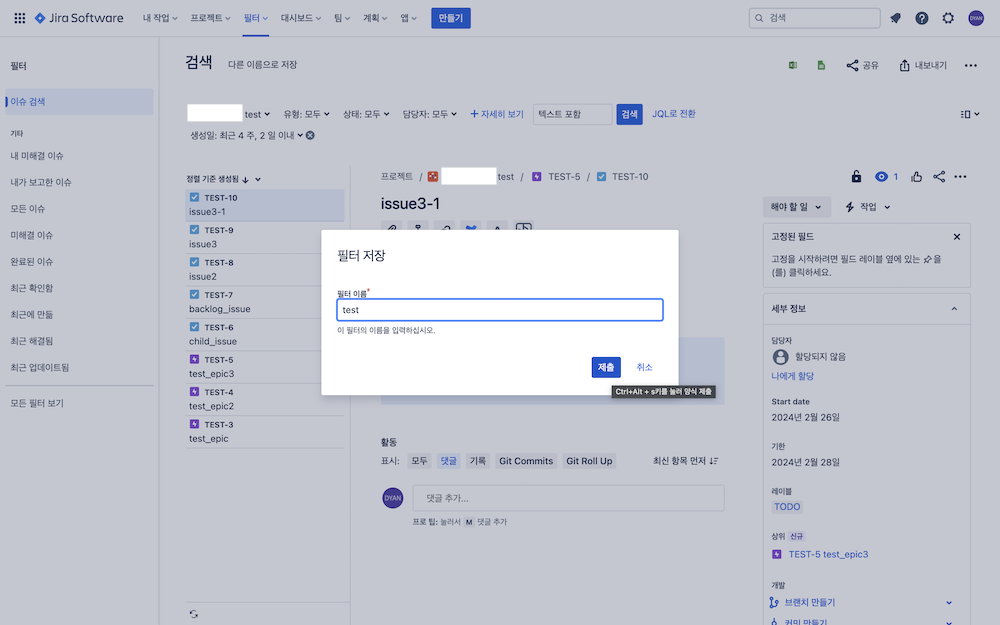 Jira Software 내 작업 프로젝트 필터 대시보드 팀 계획 앱 만들기 검색 DYAN
필터
이슈 검색
기타
내 미해결 이슈
내가 보고한 이슈
모든 이슈
미해결 이슈
완료된 이슈
최근 확인함
최근에 만듦
최근 해결됨
최근 업데이트됨
모든 필터 보기
검색 다른 이름으로 저장 공유 내보내기
test 유형: 모두 상태: 모두 담당자: 모두 + 자세히 보기 텍스트 포함 검색 JQL로 전환
생성일: 최근 4 주, 2 일 이내
정렬 기준 생성됨
TEST-10
issue3-1
TEST-9
issue3
TEST-8
issue2
TEST-7
backlog_issue
TEST-6
child_issue
TEST-5
test_epic3
TEST-4
test_epic2
TEST-3
test_epic
프로젝트 / test / TEST-5 / TEST-10
1
issue3-1
필터 저장
필터 이름*
test
이 필터의 이름을 입력하십시오.
제출 취소
Ctrl+Alt + s키를 눌러 양식 제출
활동
표시: 모두 댓글 기록 Git Commits Git Roll Up 최신 항목 먼저
DYAN 댓글 추가...
프로 팁: 눌러서 M 댓글 추가
해야 할 일 작업
고정된 필드
고정을 시작하려면 필드 레이블 옆에 있는 을
(를) 클릭하세요.
세부 정보
담당자
할당되지 않음
나에게 할당
Start date
2024년 2월 26일
기한
2024년 2월 28일
레이블
TODO
상위 신규
TEST-5 test_epic3
개발
브랜치 만들기
커밋 만들기